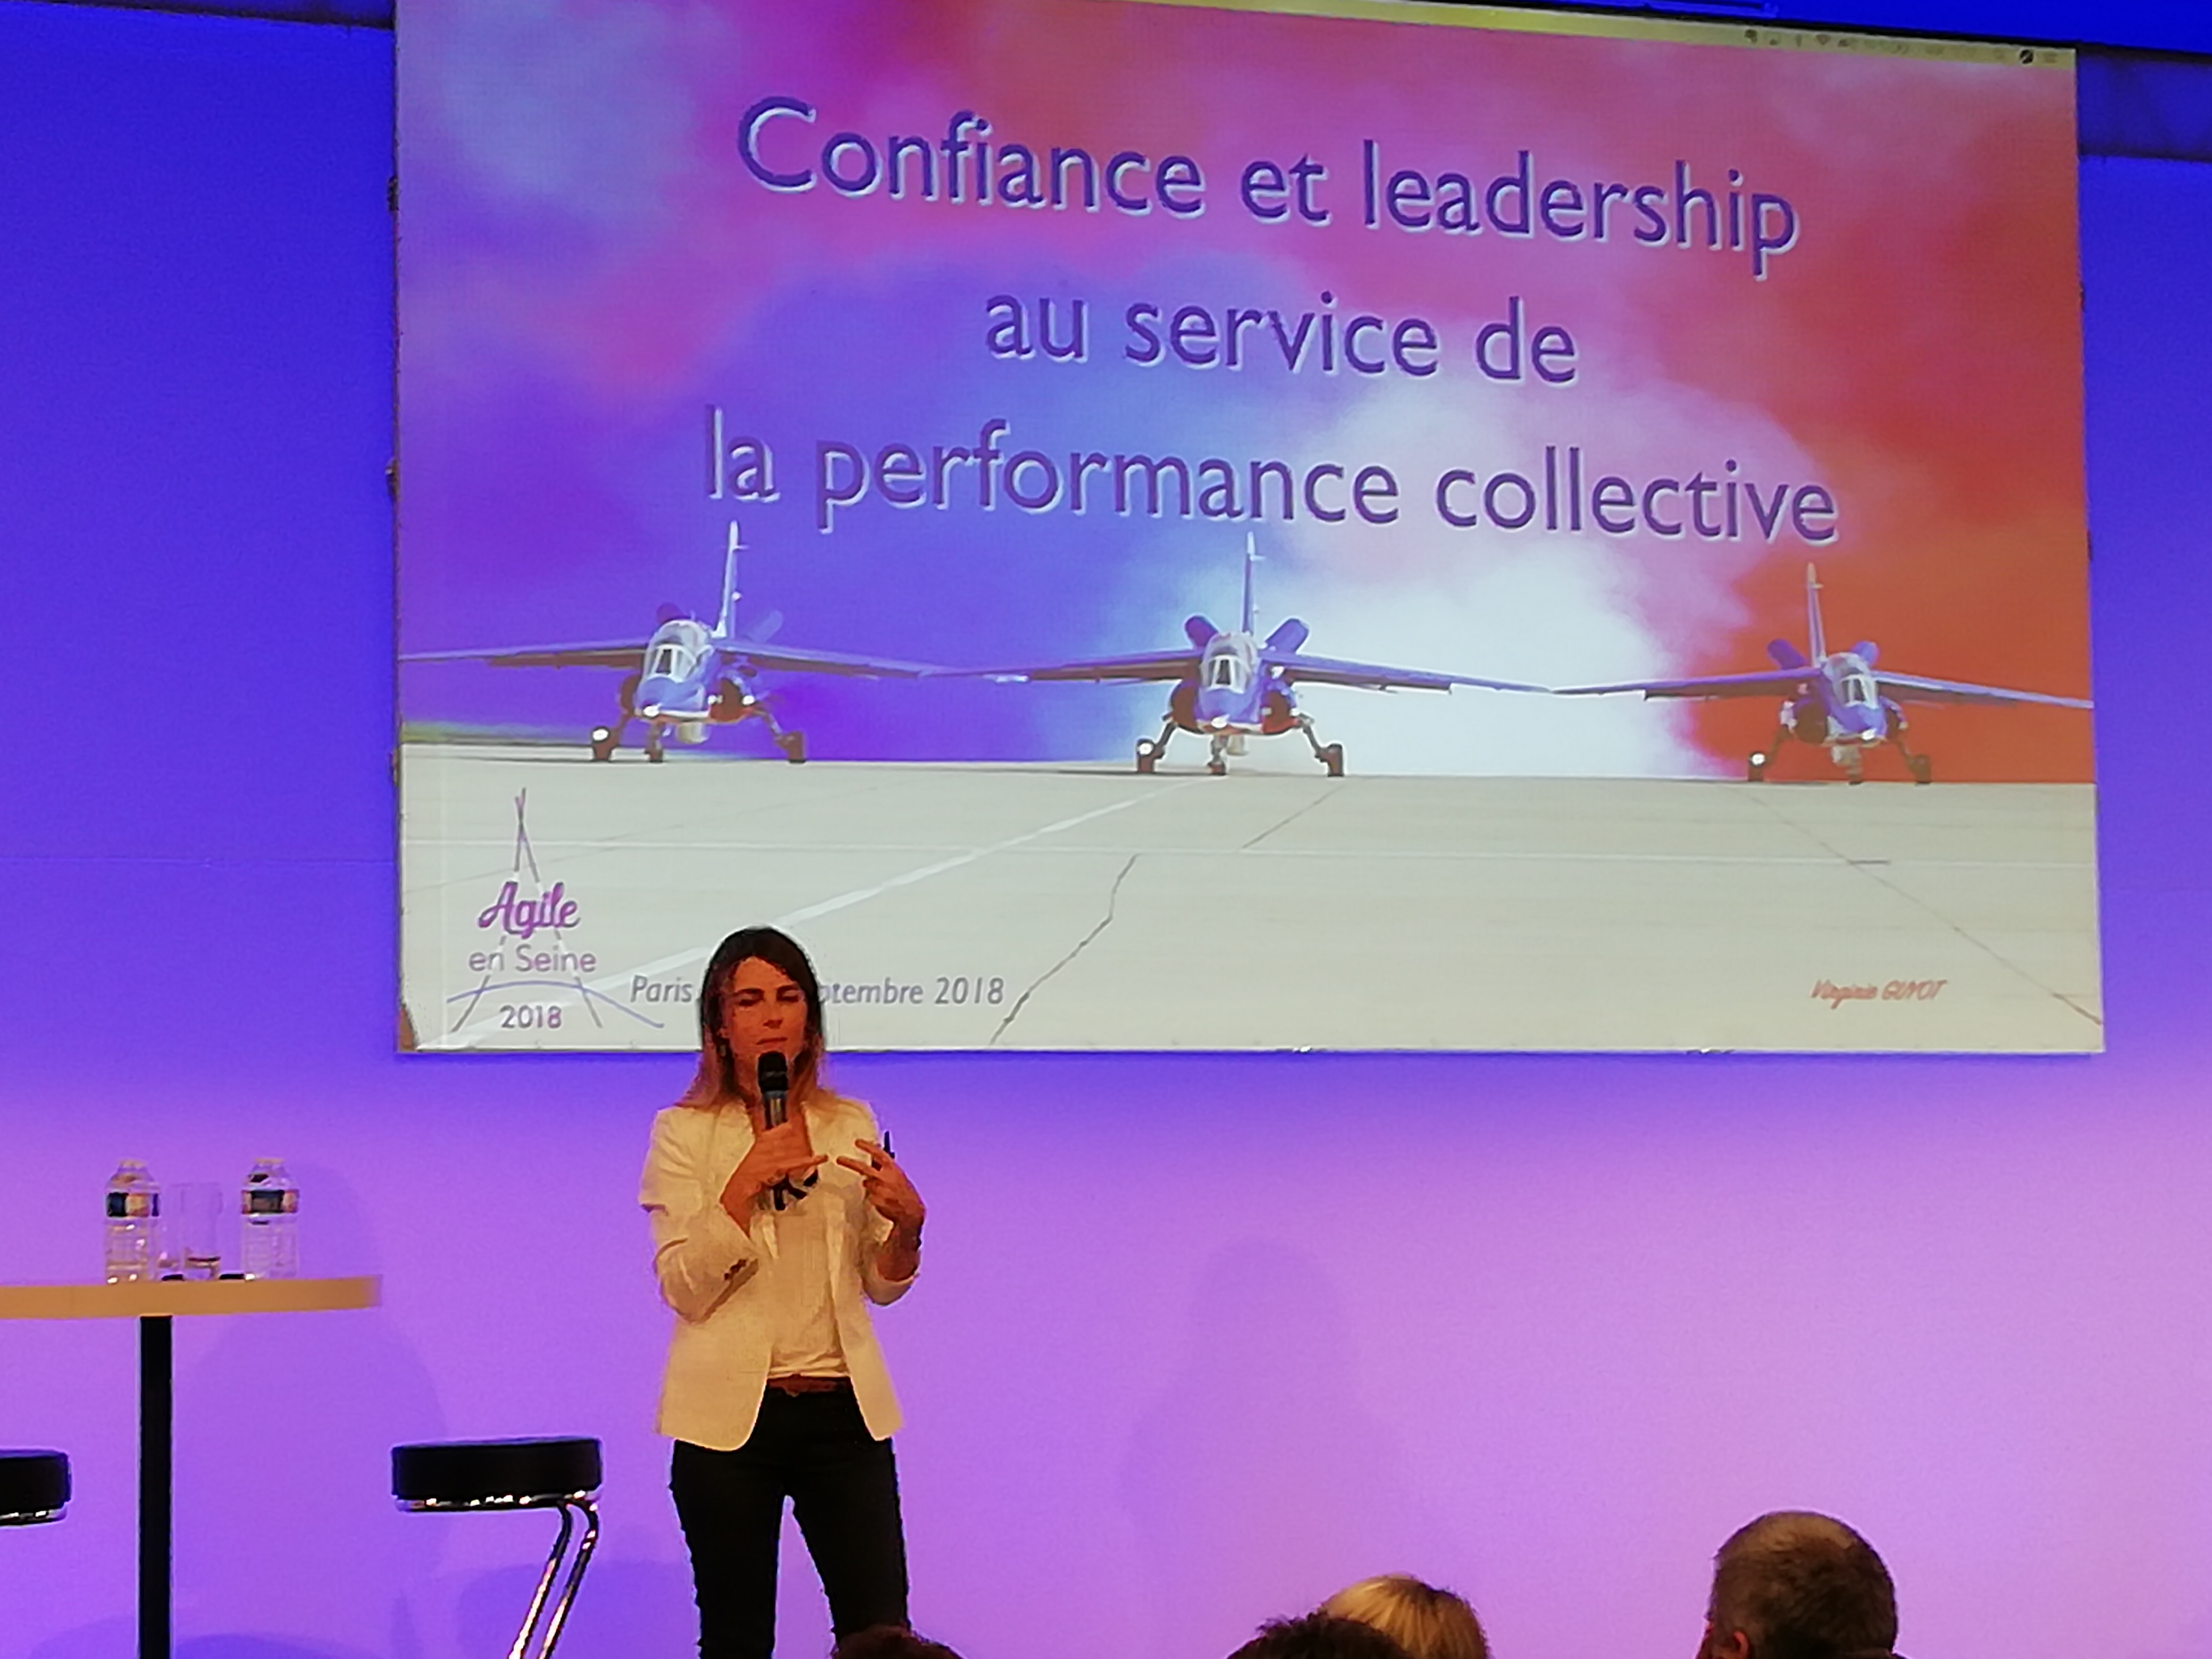 Confiance et leadership
au service de
la performance collective
Agile
en Seine
2018
Paris
ptembre 2018
Virginie GUYOT